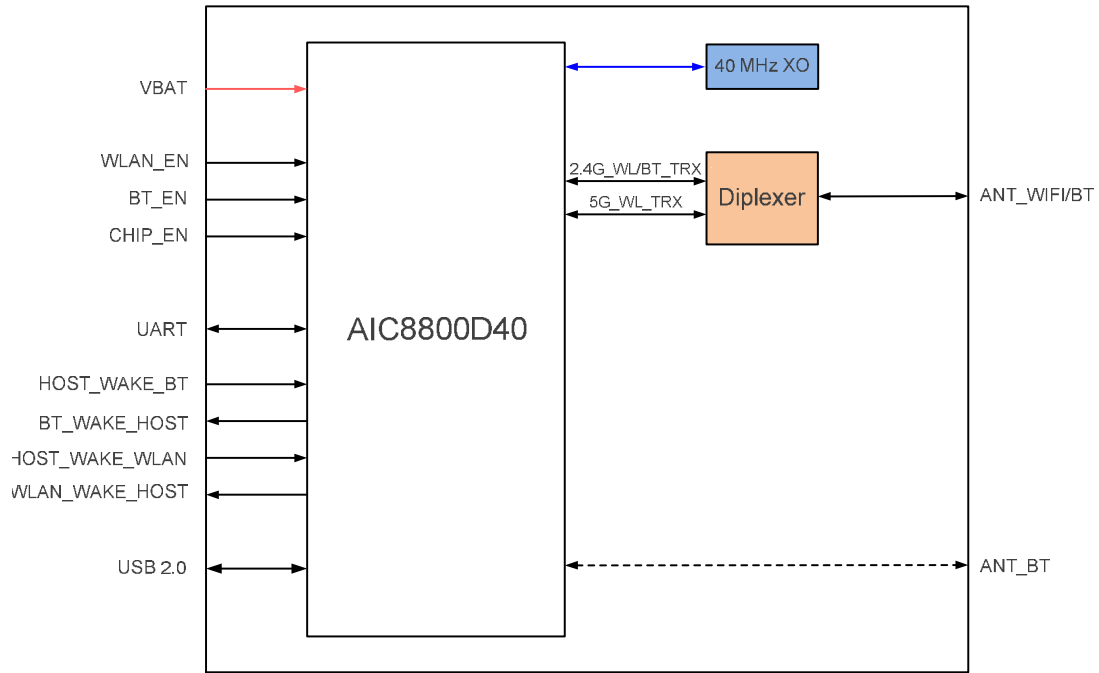 VBAT
WLAN_EN
BT_EN
CHIP_EN
UART
HOST_WAKE_BT
BT_WAKE_HOST
HOST_WAKE_WLAN
WLAN_WAKE_HOST
USB 2.0
AIC8800D40
40 MHz XO
2.4G_WL/BT_TRX
5G_WL_TRX
Diplexer
ANT_WIFI/BT
ANT_BT